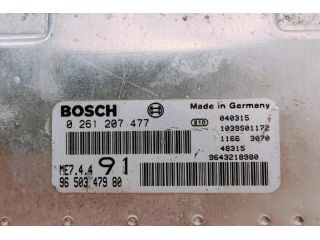 BOSCH
Made in Germany
0 261 207 477
040315
1039S01172
1166 3070
48315
9643218980
ME7.4.4 91
96 503 479 80